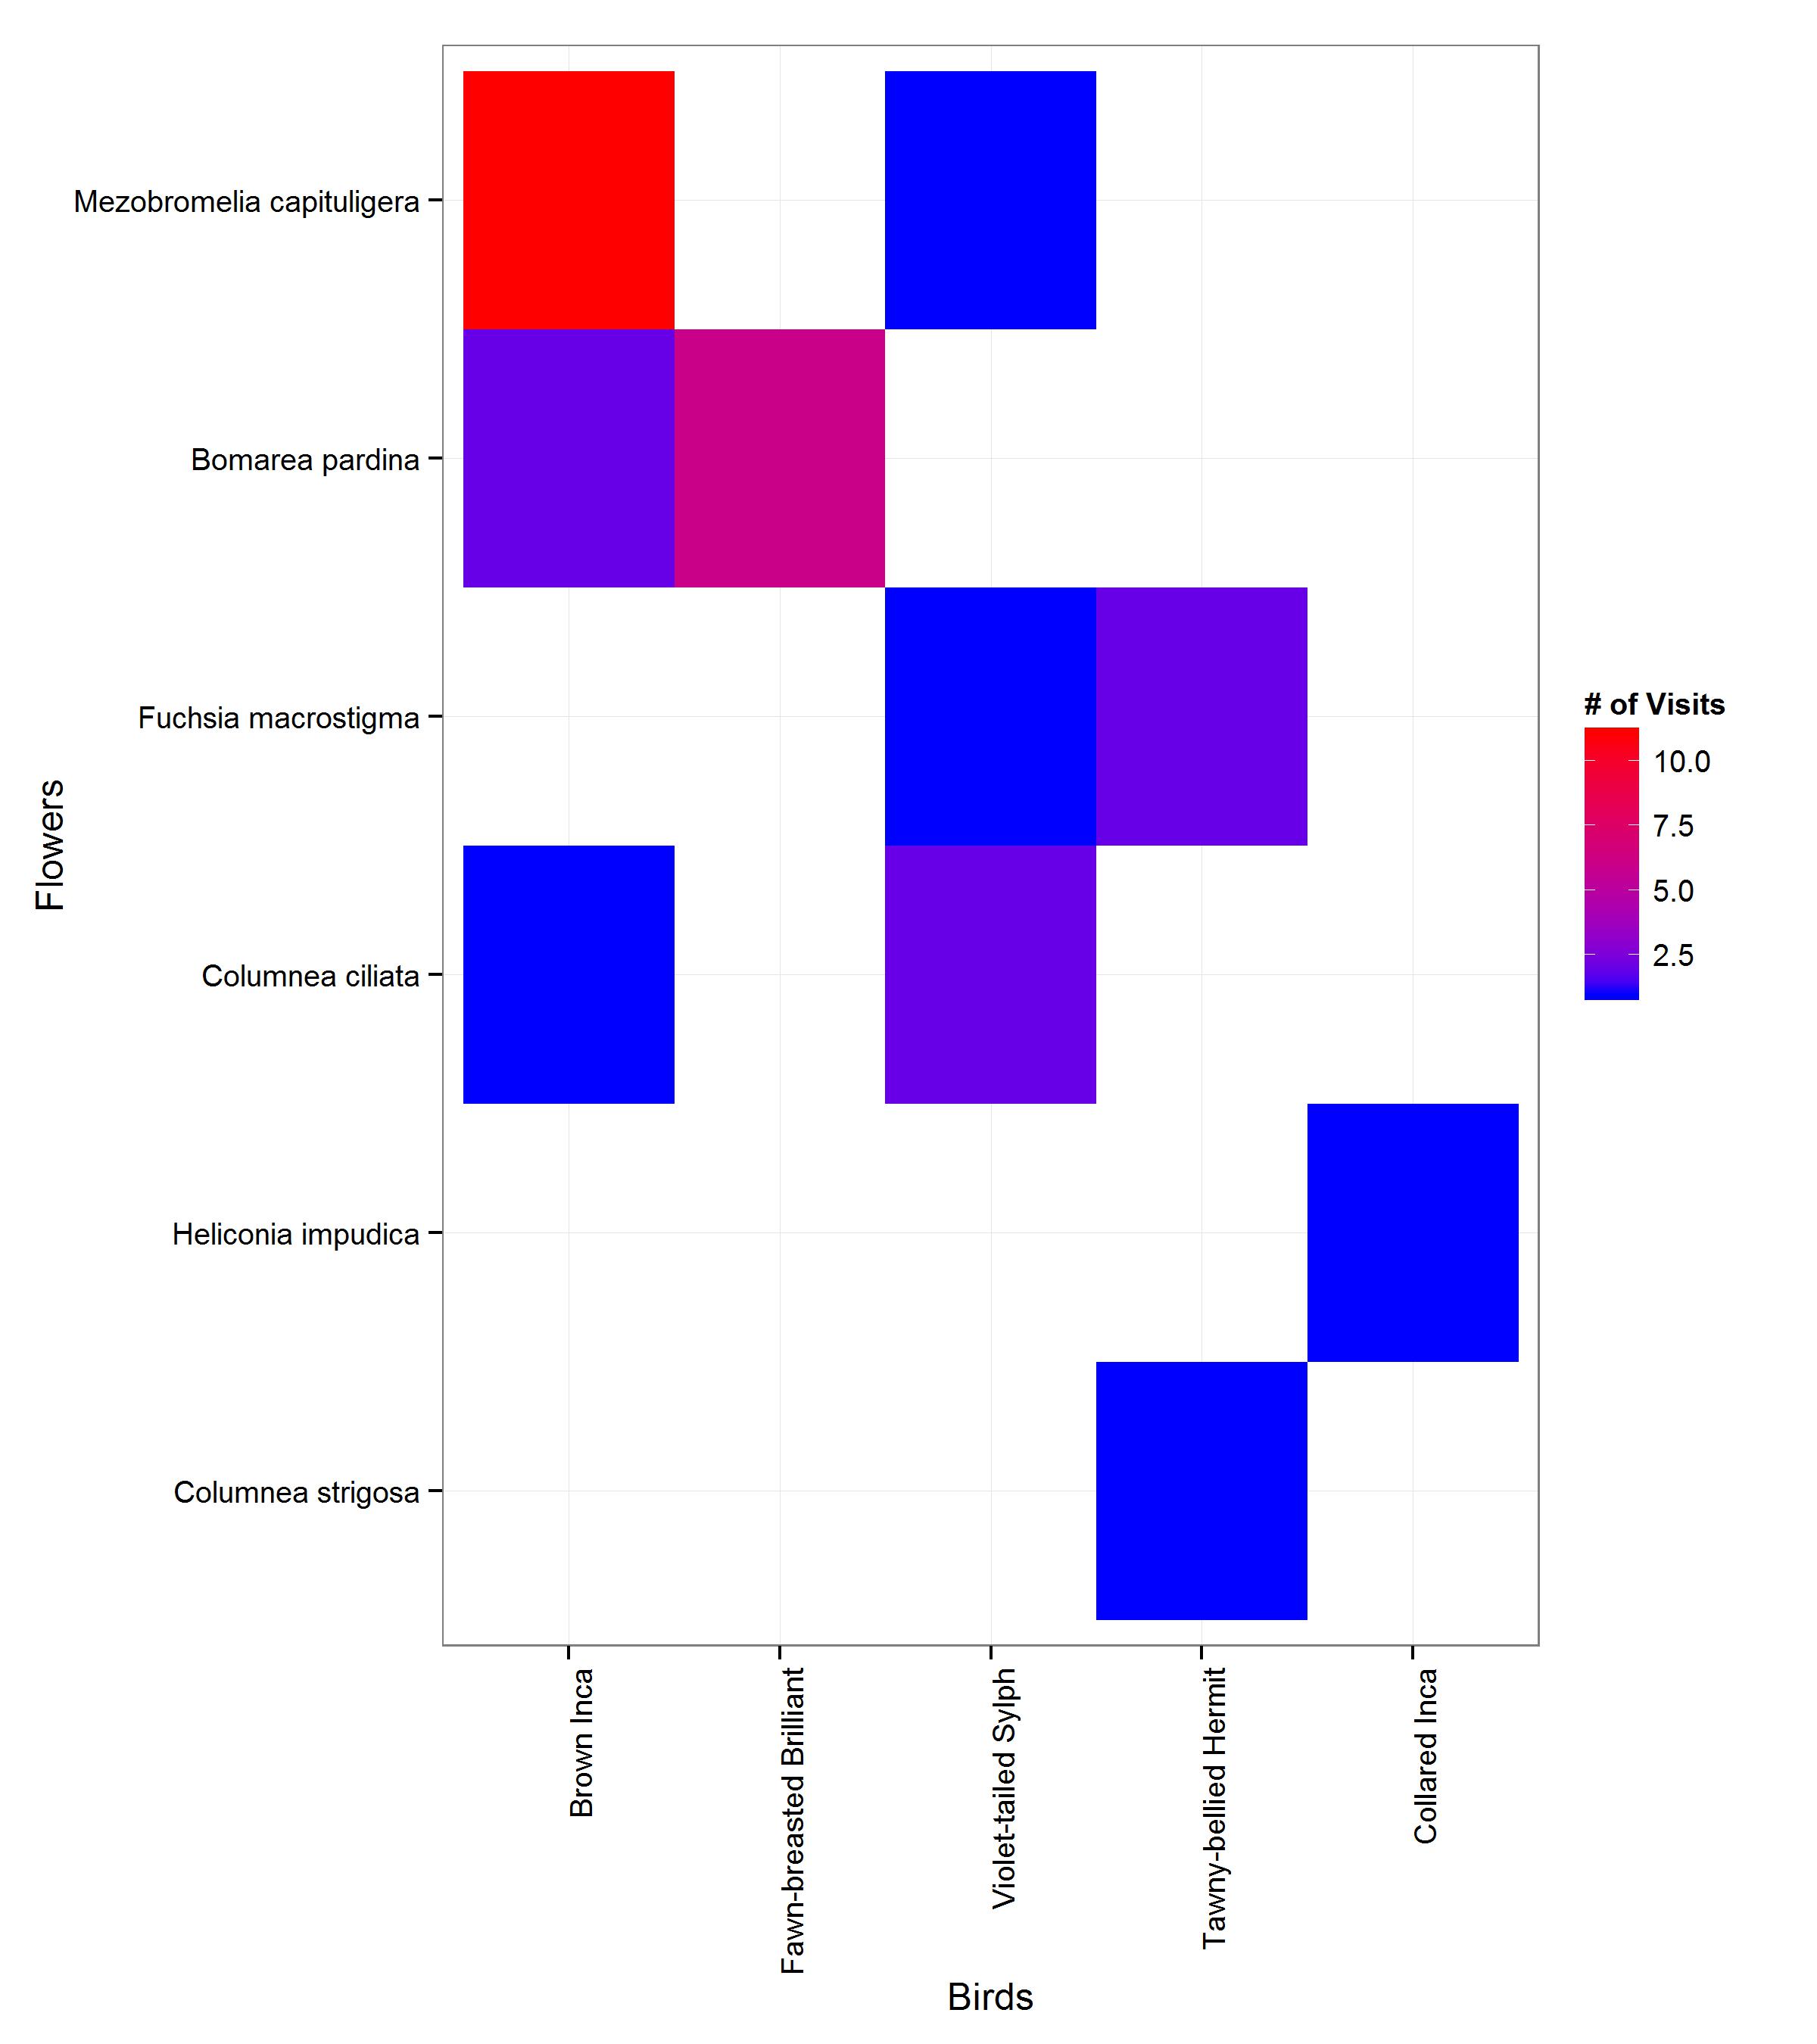 Mezobromelia capituligera
Bomarea pardina
Fuchsia macrostigma
Columnea ciliata
Heliconia impudica
Columnea strigosa
Flowers
# of Visits
10.0
7.5
5.0
2.5
Brown Inca
Fawn-breasted Brilliant
Violet-tailed Sylph
Tawny-bellied Hermit
Collared Inca
Birds